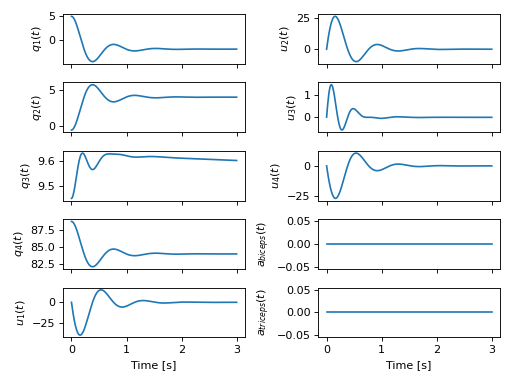 5
0
q₁(t)
5
0
q₂(t)
9.6
9.5
q₃(t)
87.5
85.0
82.5
q₄(t)
0
−25
u₁(t)
0 1 2 3
Time [s]
25
0
u₂(t)
1
0
u₃(t)
0
−25
u₄(t)
0.05
0.00
−0.05
a_biceps(t)
0.05
0.00
−0.05
a_triceps(t)
0 1 2 3
Time [s]